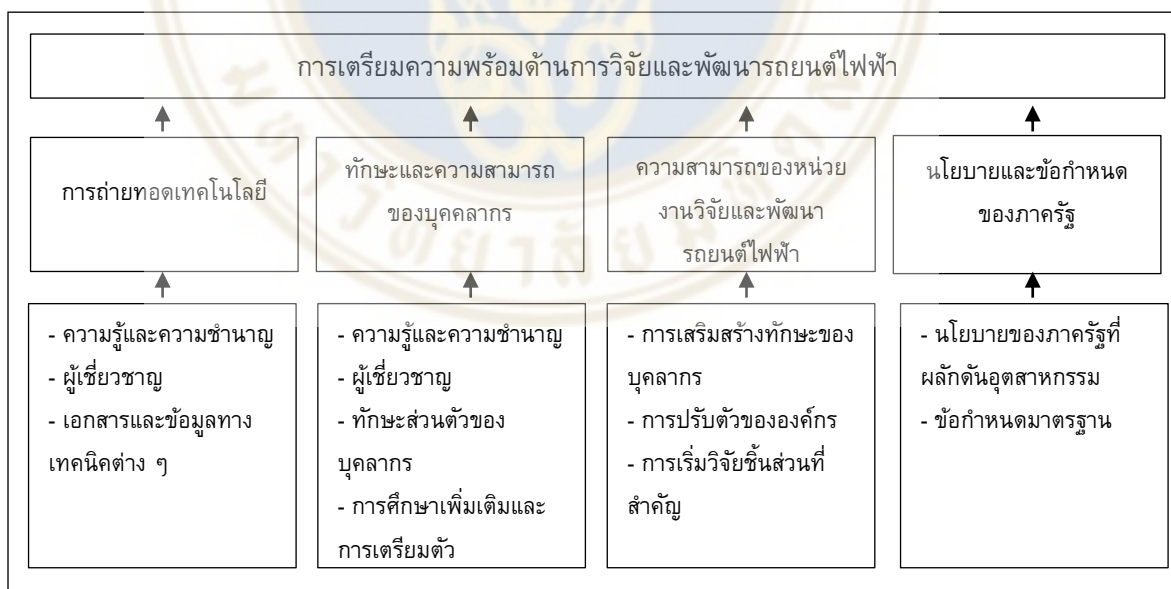 การเตรียมความพร้อมด้านการวิจัยและพัฒนารถยนต์ไฟฟ้า
การถ่ายทอดเทคโนโลยี
ทักษะและความสามารถ
ของบุคคลากร
ความสามารถของหน่วย
งานวิจัยและพัฒนา
รถยนต์ไฟฟ้า
นโยบายและข้อกำหนด
ของภาครัฐ
- ความรู้และความชำนาญ
- ผู้เชี่ยวชาญ
- เอกสารและข้อมูลทาง
เทคนิคต่าง ๆ
- ความรู้และความชำนาญ
- ผู้เชี่ยวชาญ
- ทักษะส่วนตัวของ
บุคลากร
- การศึกษาเพิ่มเติมและ
การเตรียมตัว
- การเสริมสร้างทักษะของ
บุคลากร
- การปรับตัวขององค์กร
- การเริ่มวิจัยชิ้นส่วนที่
สำคัญ
- นโยบายของภาครัฐที่
ผลักดันอุตสาหกรรม
- ข้อกำหนดมาตรฐาน
มหาวิทยาลัยมหิดล